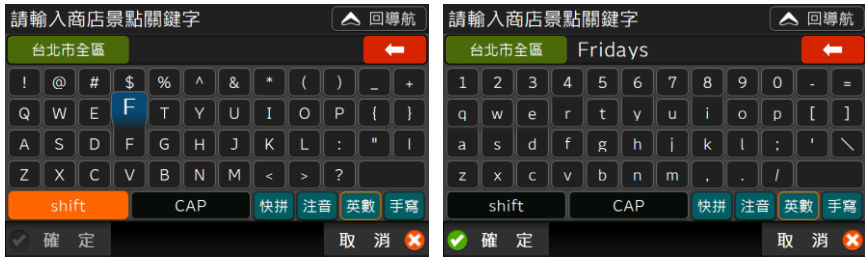 請輸入商店景點關鍵字 回導航
台北市全區
! @ # $ % ^ & * ( ) _ +
Q W E F T Y U I O P { }
A S D F G H J K L : " |
Z X C V B N M < > ?
shift CAP 快拼 注音 英數 手寫
確 定 取 消
請輸入商店景點關鍵字 回導航
台北市全區 Fridays
1 2 3 4 5 6 7 8 9 0 - =
q w e r t y u i o p [ ]
a s d f g h j k l ; ' \
z x c v b n m , . /
shift CAP 快拼 注音 英數 手寫
確 定 取 消